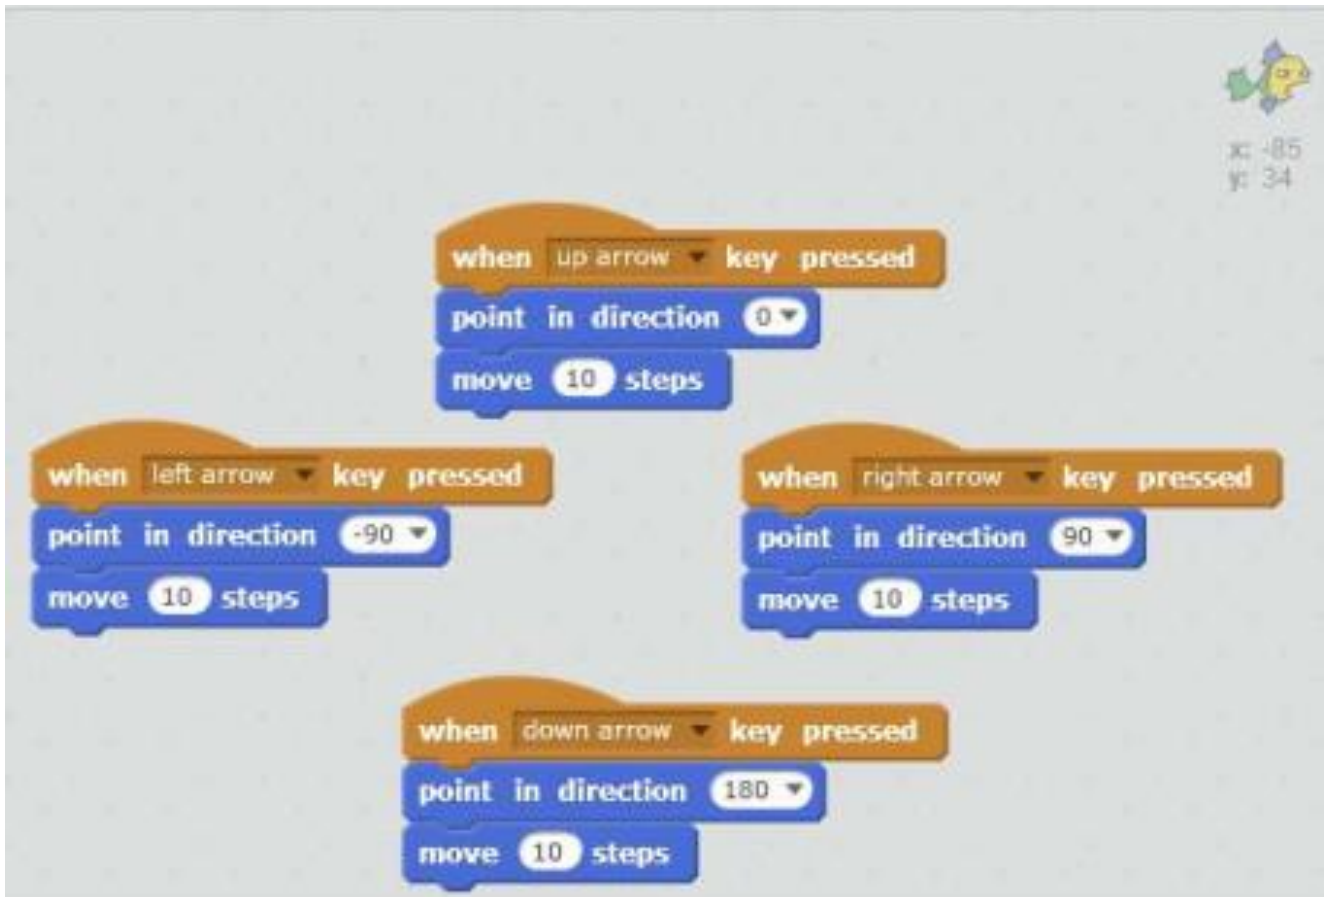 x: -85
y: 34
when up arrow key pressed
point in direction 0
move 10 steps
when left arrow key pressed
point in direction -90
move 10 steps
when right arrow key pressed
point in direction 90
move 10 steps
when down arrow key pressed
point in direction 180
move 10 steps